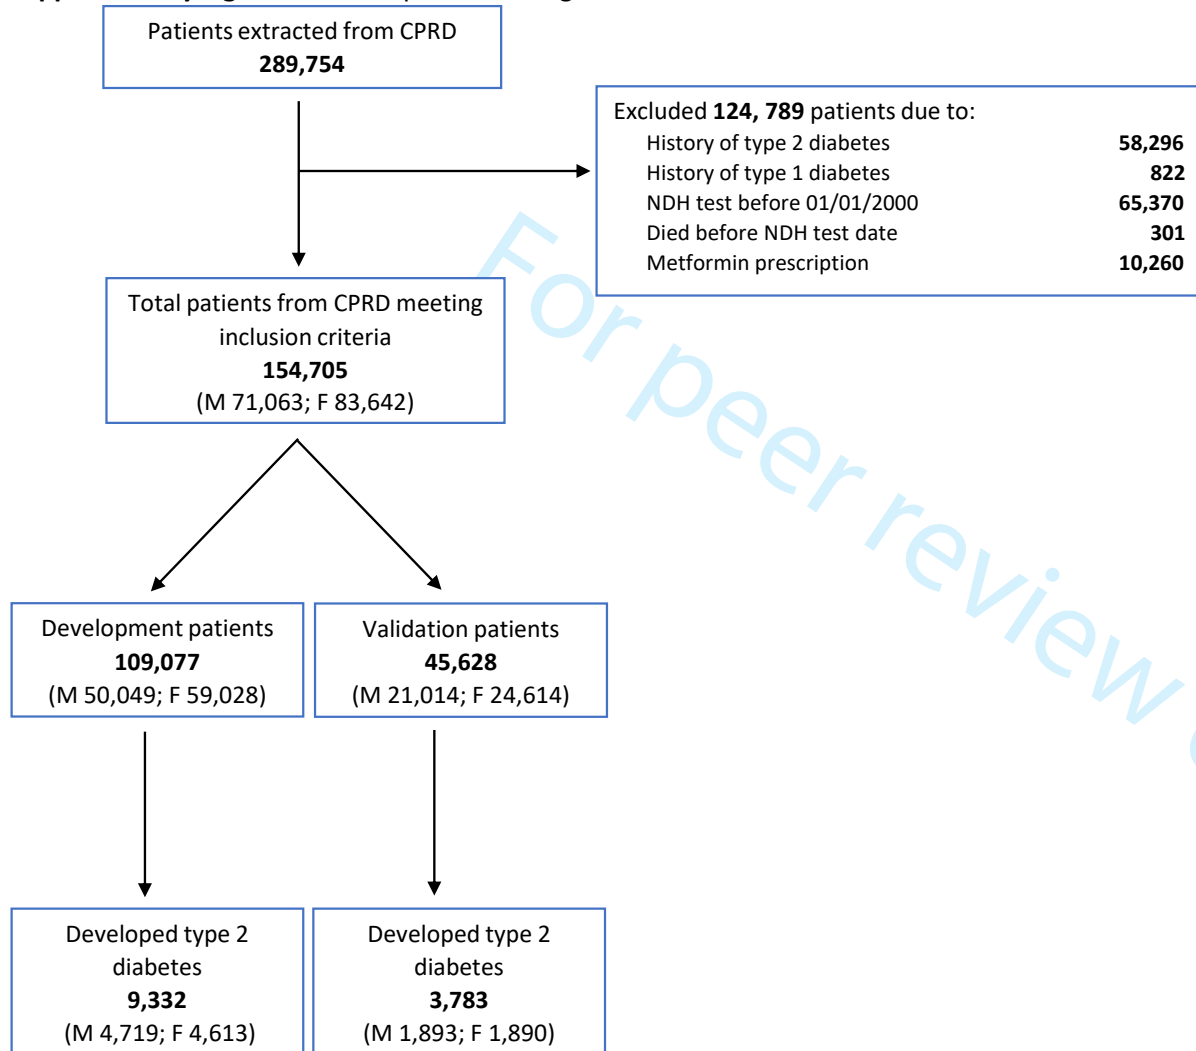 Patients extracted from CPRD
289,754
Excluded 124, 789 patients due to:
History of type 2 diabetes 58,296
History of type 1 diabetes 822
NDH test before 01/01/2000 65,370
Died before NDH test date 301
Metformin prescription 10,260
Total patients from CPRD meeting
inclusion criteria
154,705
(M 71,063; F 83,642)
Development patients
109,077
(M 50,049; F 59,028)
Validation patients
45,628
(M 21,014; F 24,614)
Developed type 2
diabetes
9,332
(M 4,719; F 4,613)
Developed type 2
diabetes
3,783
(M 1,893; F 1,890)
For peer review